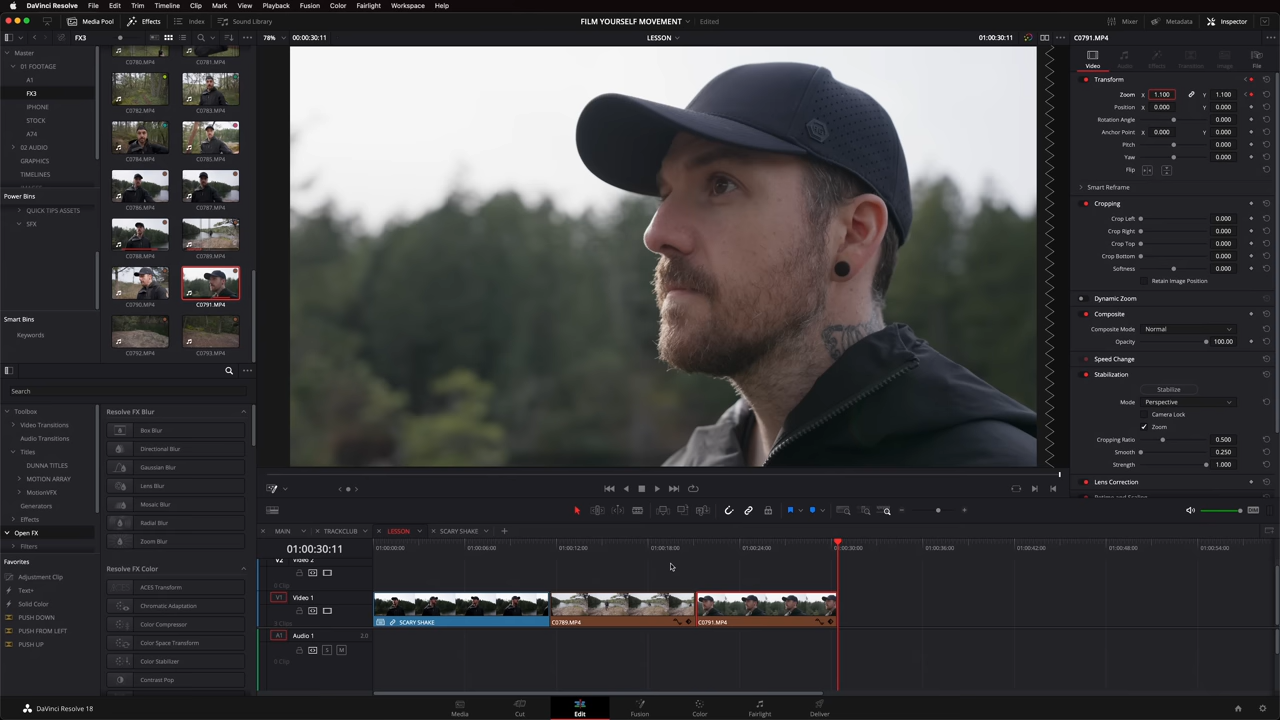 DaVinci Resolve File Edit Trim Timeline Clip Mark View Playback Fusion Color Fairlight Workspace Help
Media Pool Effects Index Sound Library FILM YOURSELF MOVEMENT Edited Mixer Metadata Inspector
FX3 78% 00:00:30:11 LESSON 01:00:30:11 C0791.MP4
Master
01 FOOTAGE
A1
FX3
IPHONE
STOCK
A74
02 AUDIO
GRAPHICS
TIMELINES
Power Bins
QUICK TIPS ASSETS
SFX
Smart Bins
Keywords
C0780.MP4 C0781.MP4
C0782.MP4 C0783.MP4
C0784.MP4 C0785.MP4
C0786.MP4 C0787.MP4
C0788.MP4 C0789.MP4
C0790.MP4 C0791.MP4
C0792.MP4 C0793.MP4
Search
Toolbox
Video Transitions
Audio Transitions
Titles
DUNNA TITLES
MOTION ARRAY
MotionVFX
Generators
Effects
Open FX
Filters
Favorites
Adjustment Clip
Text+
Solid Color
PUSH DOWN
PUSH FROM LEFT
PUSH UP
Resolve FX Blur
Box Blur
Directional Blur
Gaussian Blur
Lens Blur
Mosaic Blur
Radial Blur
Zoom Blur
Resolve FX Color
ACES Transform
Chromatic Adaptation
Color Compressor
Color Space Transform
Color Stabilizer
Contrast Pop
Video Audio Effects Transition Image File
Transform
Zoom X 1.100 Y 1.100
Position X 0.000 Y 0.000
Rotation Angle 0.000
Anchor Point X 0.000 Y 0.000
Pitch 0.000
Yaw 0.000
Flip
Smart Reframe
Cropping
Crop Left 0.000
Crop Right 0.000
Crop Top 0.000
Crop Bottom 0.000
Softness 0.000
Retain Image Position
Dynamic Zoom
Composite
Composite Mode Normal
Opacity 100.00
Speed Change
Stabilization
Stabilize
Mode Perspective
Camera Lock
Zoom
Cropping Ratio 0.500
Smooth 0.250
Strength 1.000
Lens Correction
DIM
MAIN TRACKCLUB LESSON SCARY SHAKE
01:00:30:11 01:00:00:00 01:00:06:00 01:00:12:00 01:00:18:00 01:00:24:00 01:00:30:00 01:00:36:00 01:00:42:00 01:00:48:00 01:00:54:00
V2 Video 2
0 Clip
V1 Video 1
SCARY SHAKE C0789.MP4 C0791.MP4
A1 Audio 1 2.0
S M
0 Clip
DaVinci Resolve 18 Media Cut Edit Fusion Color Fairlight Deliver